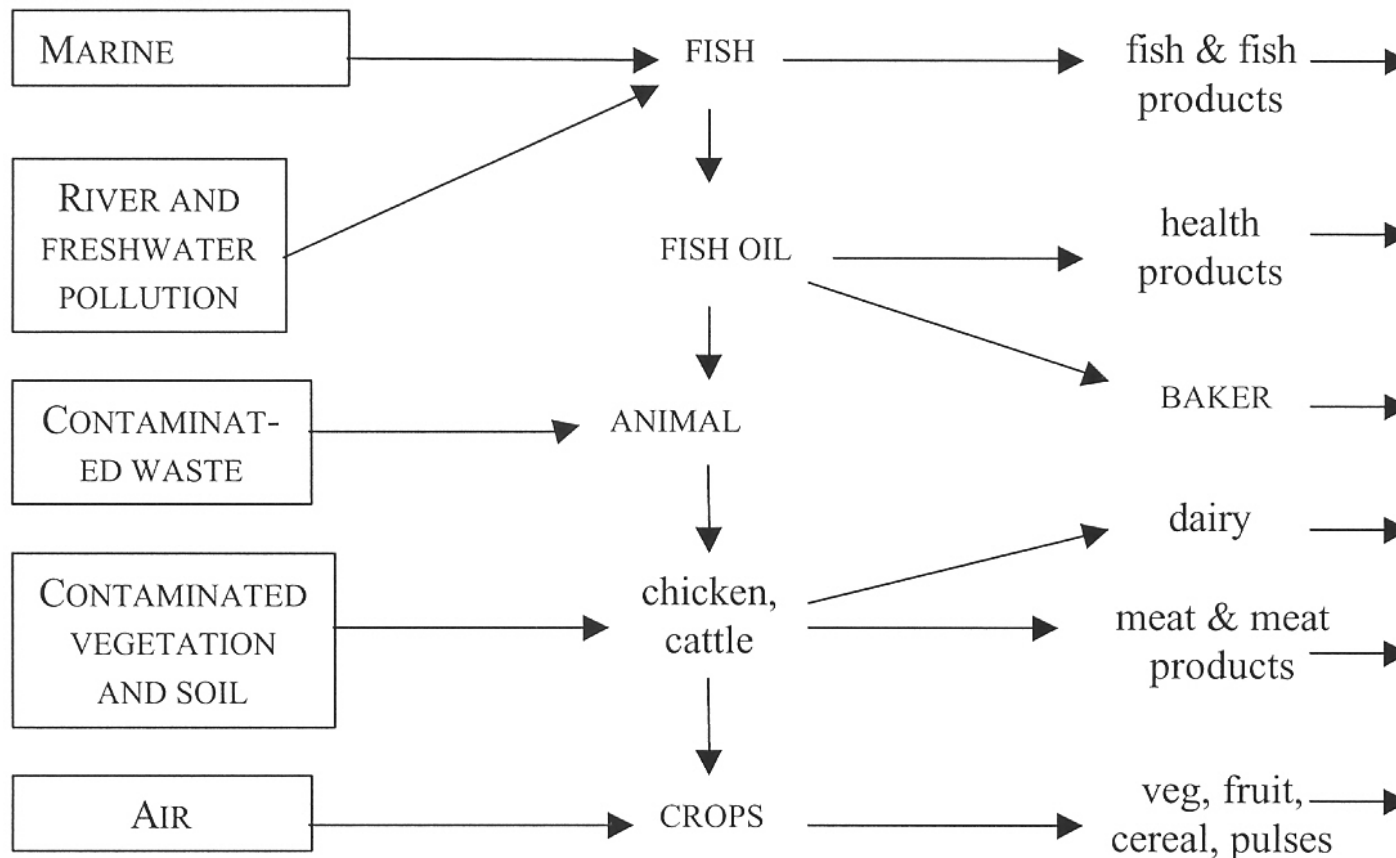 MARINE
FISH
fish & fish
products
RIVER AND
FRESHWATER
POLLUTION
FISH OIL
health
products
BAKER
CONTAMINAT-
ED WASTE
ANIMAL
dairy
CONTAMINATED
VEGETATION
AND SOIL
chicken,
cattle
meat & meat
products
AIR
CROPS
veg, fruit,
cereal, pulses